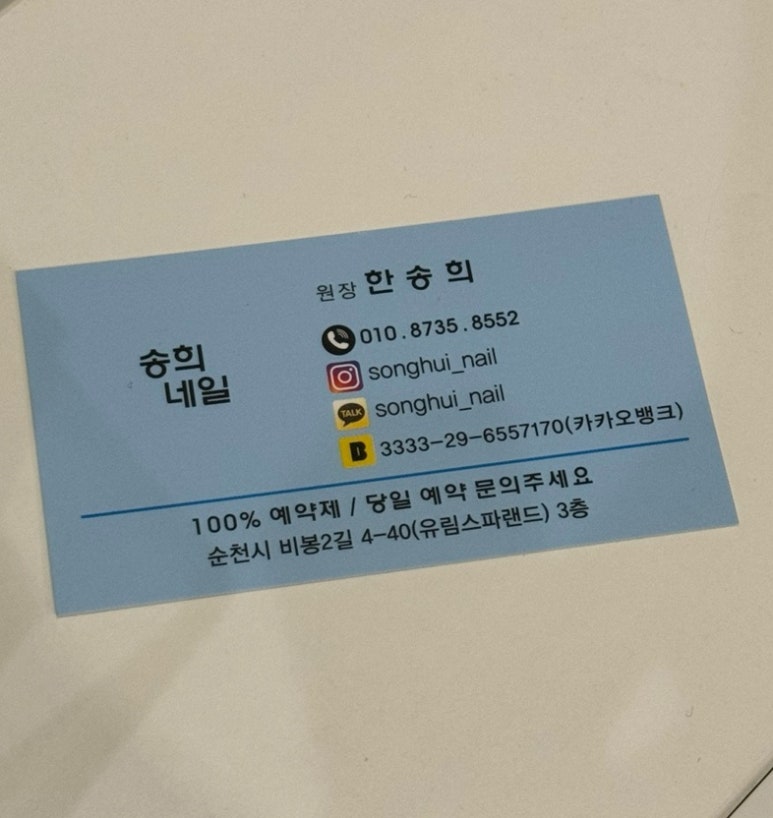 원장 한송희
송희
네일
010.8735.8552
songhui_nail
TALK songhui_nail
B 3333-29-6557170(카카오뱅크)
100% 예약제 / 당일 예약 문의주세요
순천시 비봉2길 4-40(유림스파랜드) 3층